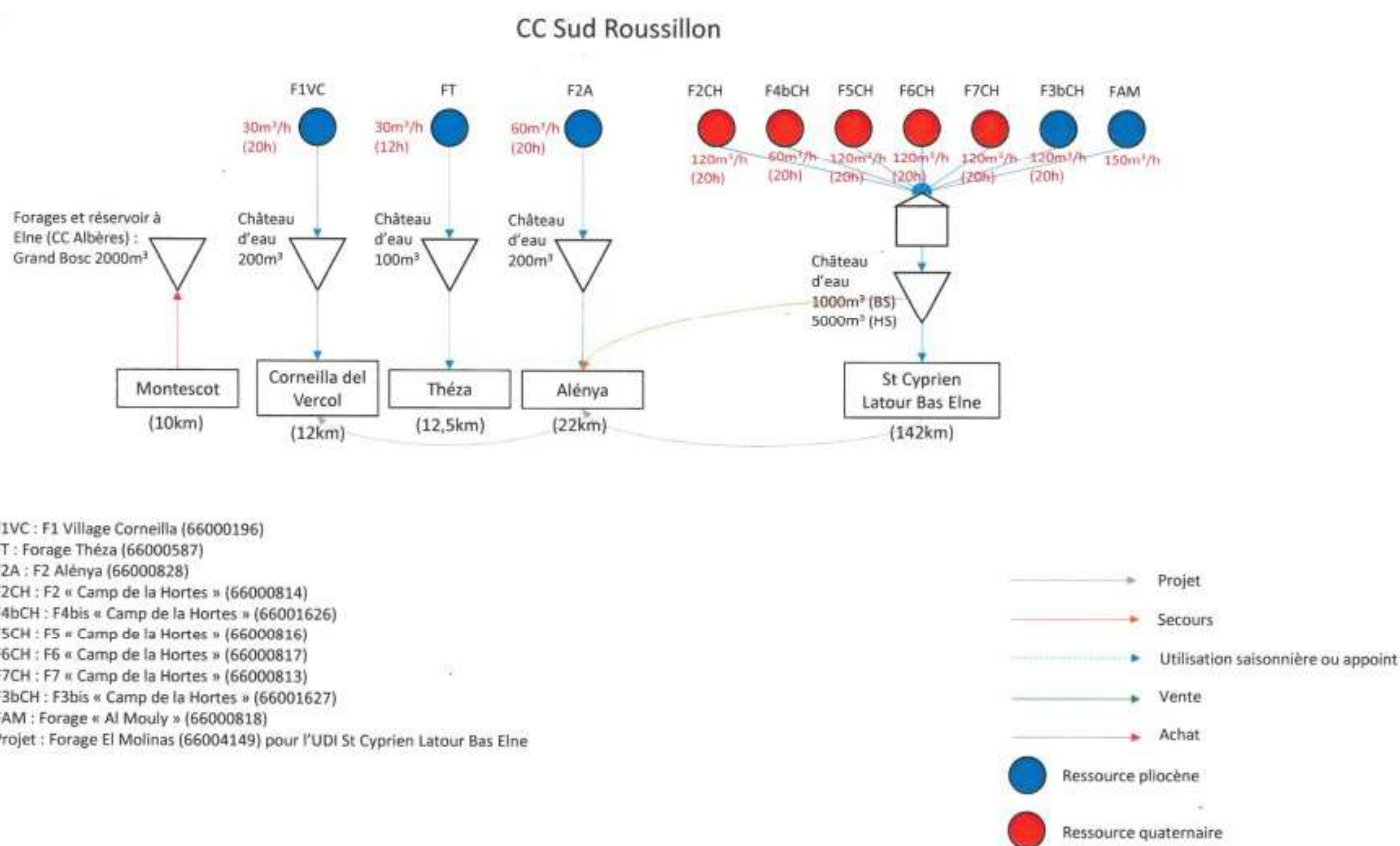 CC Sud Roussillon
F1VC
FT
F2A
F2CH
F4bCH
F5CH
F6CH
F7CH
F3bCH
FAM
30m³/h
(20h)
30m³/h
(12h)
60m³/h
(20h)
120m³/h
(20h)
60m³/h
(20h)
120m³/h
(20h)
120m³/h
(20h)
120m³/h
(20h)
120m³/h
(20h)
150m³/h
Forages et réservoir à
Elne (CC Albères) :
Grand Bosc 2000m³
Château
d'eau
200m³
Château
d'eau
100m³
Château
d'eau
200m³
Château
d'eau
1000m³ (BS)
5000m³ (HS)
Montescot
(10km)
Corneilla del
Vercol
(12km)
Théza
(12,5km)
Alénya
(22km)
St Cyprien
Latour Bas Elne
(142km)
F1VC : F1 Village Corneilla (66000196)
FT : Forage Théza (66000587)
F2A : F2 Alénya (66000828)
F2CH : F2 « Camp de la Hortes » (66000814)
F4bCH : F4bis « Camp de la Hortes » (66001626)
F5CH : F5 « Camp de la Hortes » (66000816)
F6CH : F6 « Camp de la Hortes » (66000817)
F7CH : F7 « Camp de la Hortes » (66000813)
F3bCH : F3bis « Camp de la Hortes » (66001627)
FAM : Forage « Al Mouly » (66000818)
Projet : Forage El Molinas (66004149) pour l'UDI St Cyprien Latour Bas Elne
Projet
Secours
Utilisation saisonnière ou appoint
Vente
Achat
Ressource pliocène
Ressource quaternaire